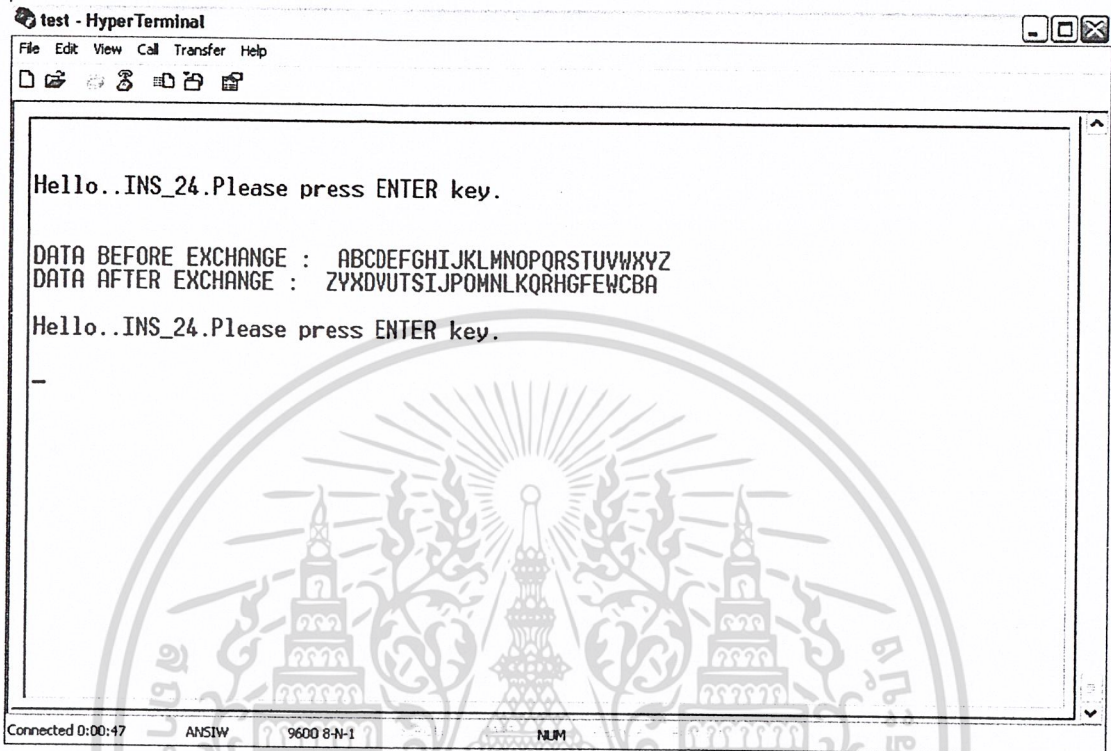 test - HyperTerminal
File Edit View Call Transfer Help
Hello..INS_24.Please press ENTER key.
DATA BEFORE EXCHANGE : ABCDEFGHIJKLMNOPQRSTUVWXYZ
DATA AFTER EXCHANGE : ZYXDVUTSIJPOMNLKQRHGFEWCBA
Hello..INS_24.Please press ENTER key.
Connected 0:00:47 ANSIW 9600 8-N-1 NUM